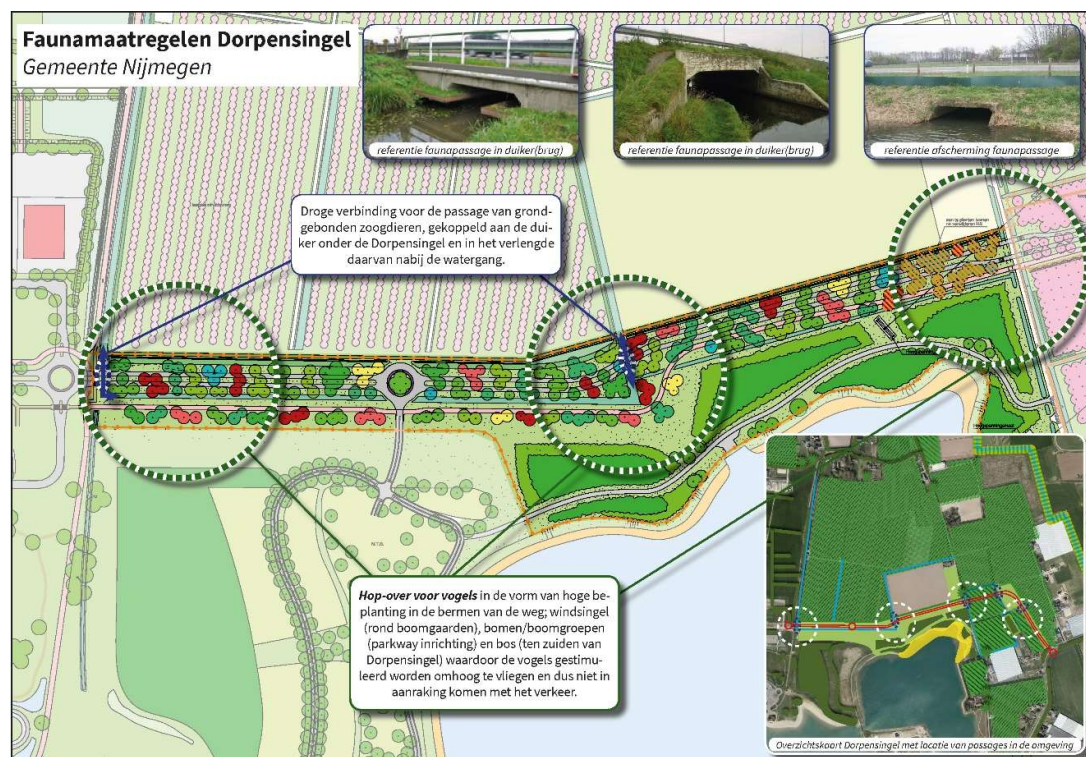 Faunamaatregelen Dorpensingel
Gemeente Nijmegen
referentie faunapassage in duiker(brug)
referentie faunapassage in duiker(brug)
referentie afscherming faunapassage
Droge verbinding voor de passage van grond-
gebonden zoogdieren, gekoppeld aan de dui-
ker onder de Dorpensingel en in het verlengde
daarvan nabij de watergang.
Hop-over voor vogels in de vorm van hoge be-
planting in de bermen van de weg; windsingel
(rond boomgaarden), bomen/boomgroepen
(parkway inrichting) en bos (ten zuiden van
Dorpensingel) waardoor de vogels gestimu-
leerd worden omhoog te vliegen en dus niet in
aanraking komen met het verkeer.
Overzichtskaart Dorpensingel met locatie van passages in de omgeving